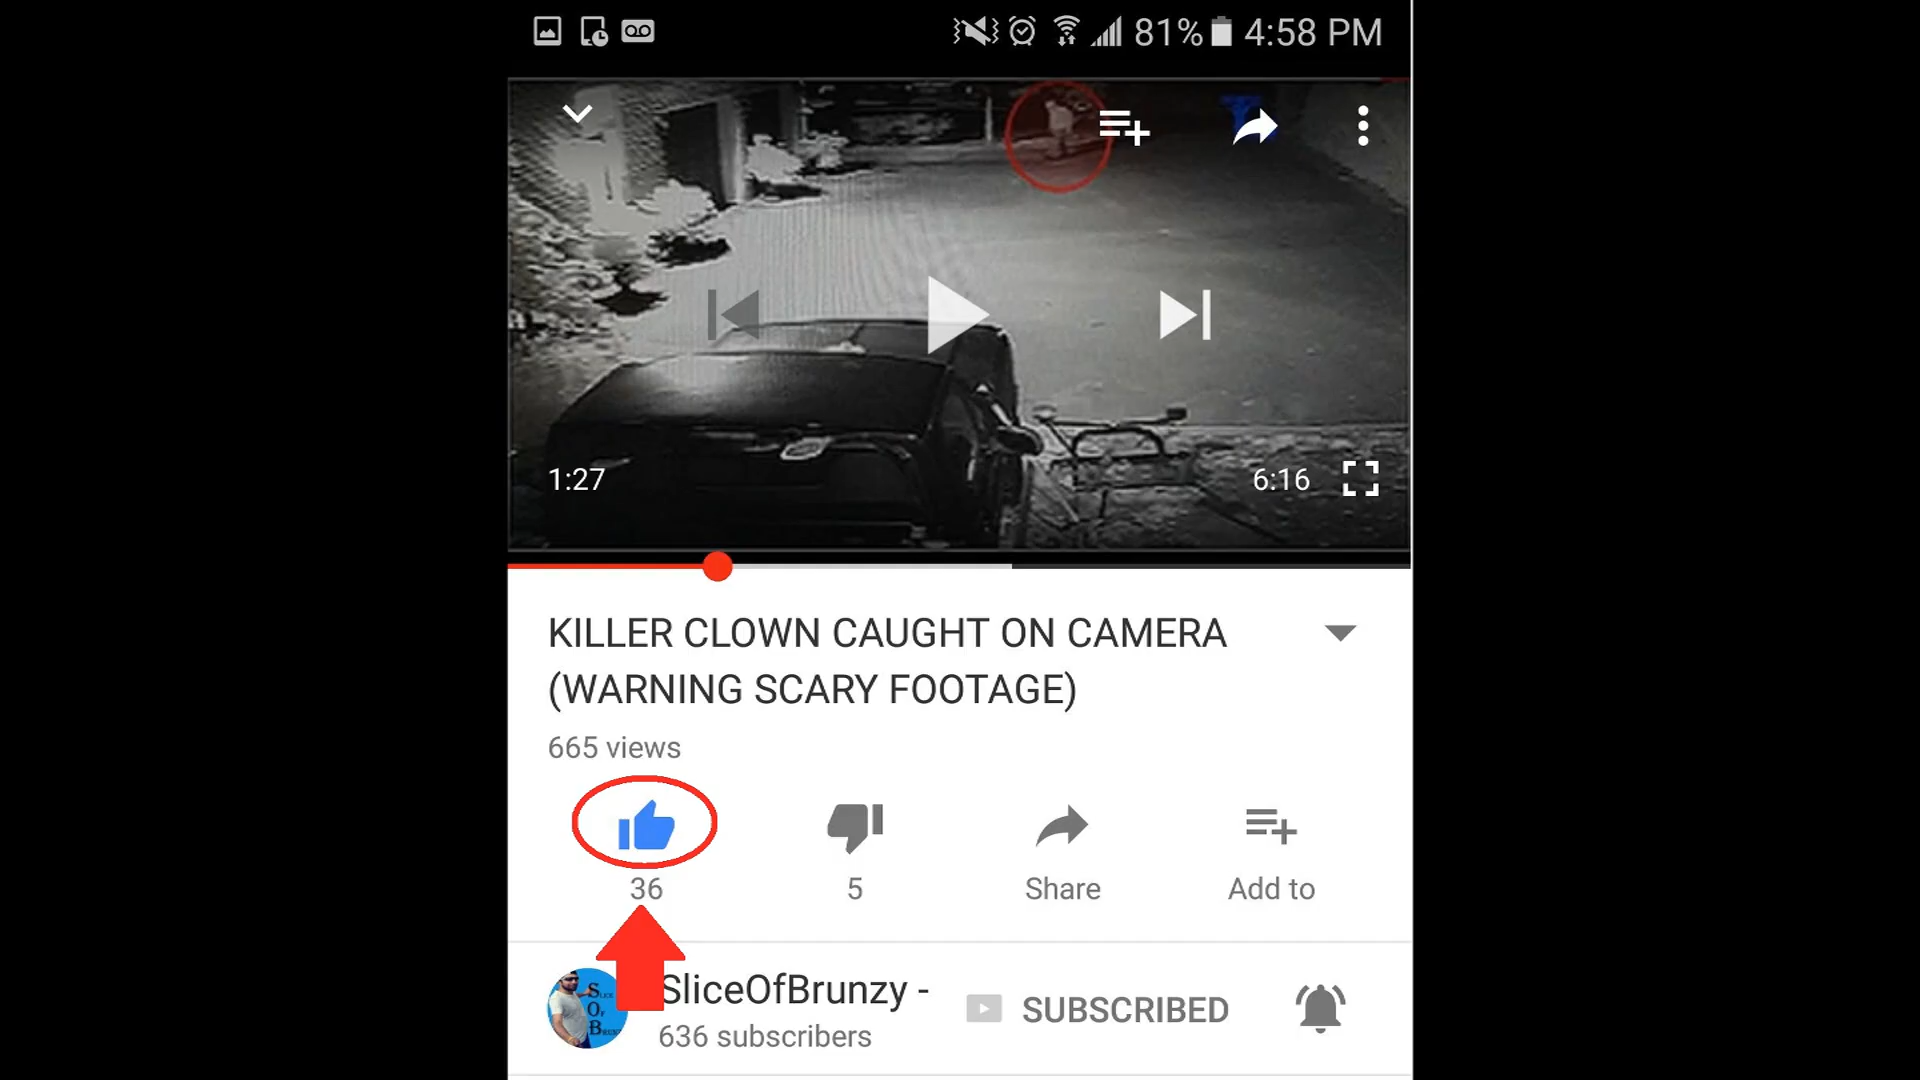 81% 4:58 PM
1:27
6:16
KILLER CLOWN CAUGHT ON CAMERA
(WARNING SCARY FOOTAGE)
665 views
36
5
Share
Add to
SliceOfBrunzy -
SUBSCRIBED
636 subscribers